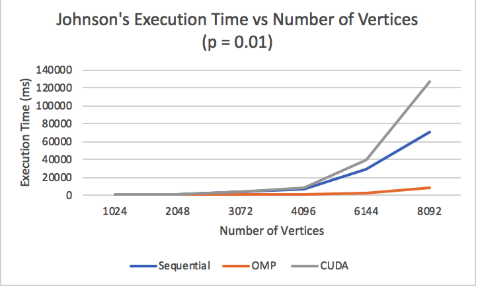 Johnson's Execution Time vs Number of Vertices
(p = 0.01)
Execution Time (ms)
140000
120000
100000
80000
60000
40000
20000
0
1024 2048 3072 4096 6144 8092
Number of Vertices
Sequential OMP CUDA